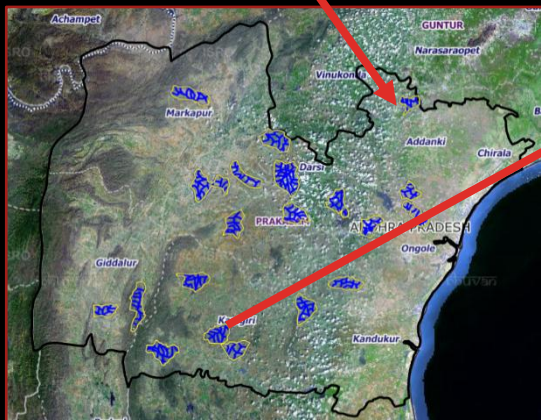 Achampet
GUNTUR
Narasaraopet
Vinukonda
Markapur
Addanki
Chirala
Darsi
PRAKASAM
ANDHRA PRADESH
Ongole
Giddalur
Kandukur